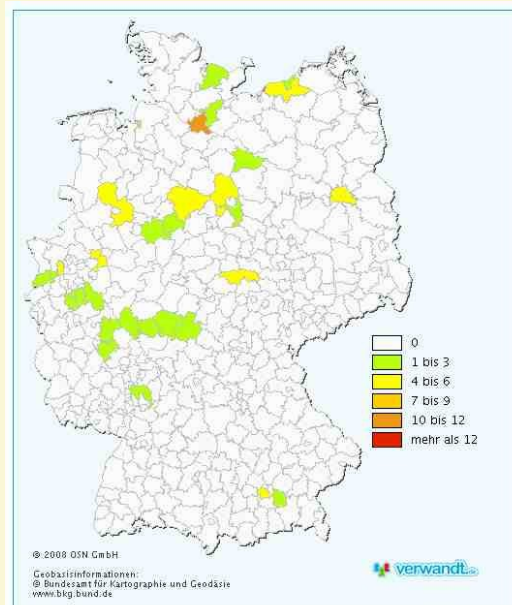 0
1 bis 3
4 bis 6
7 bis 9
10 bis 12
mehr als 12
© 2008 OSN GmbH
Geobasisinformationen:
© Bundesamt für Kartographie und Geodäsie
www.bkg.bund.de
verwandt.de